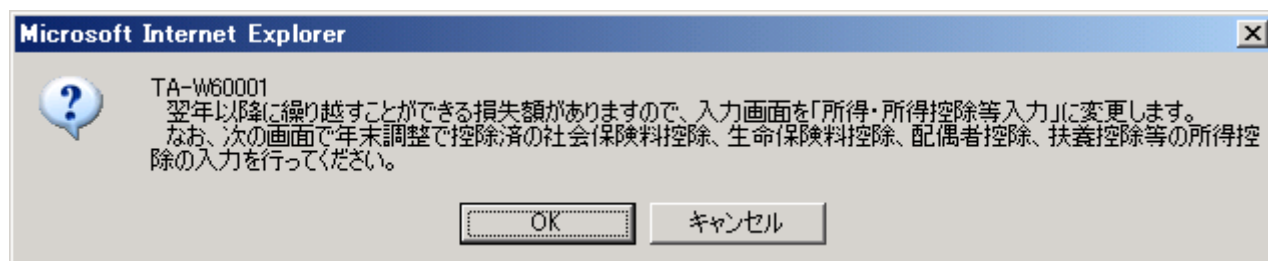 Microsoft Internet Explorer
TA-W60001
翌年以降に繰り越すことができる損失額がありますので、入力画面を「所得・所得控除等入力」に変更します。
なお、次の画面で年末調整で控除済の社会保険料控除、生命保険料控除、配偶者控除、扶養控除等の所得控
除の入力を行ってください。
OK
キャンセル